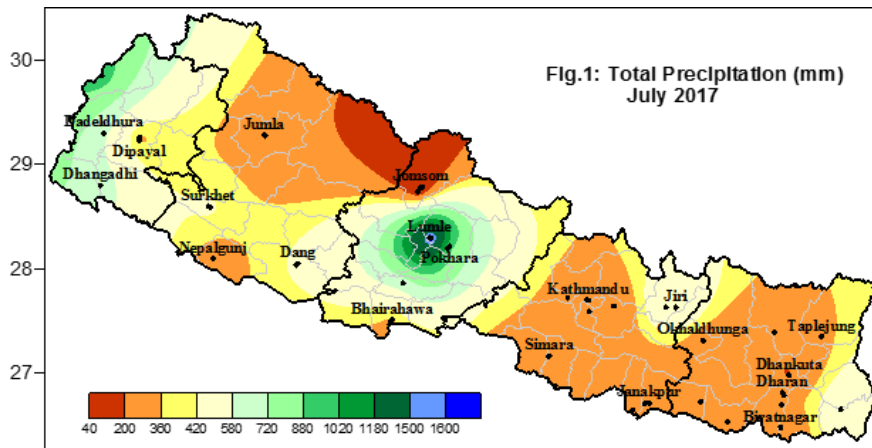 30
29
28
27
Fig.1: Total Precipitation (mm)
July 2017
Dadeldhura
Dipayal
Jumla
Dhangadhi
Jomsom
Surkhet
Lumle
Nepalgunj
Dang
Pokhara
Kathmandu
Jiri
Bhairahawa
Okhaldhunga
Taplejung
Simara
Dhankuta
Dharan
Janakpur
Biratnagar
40 200 360 420 580 720 880 1020 1180 1500 1600